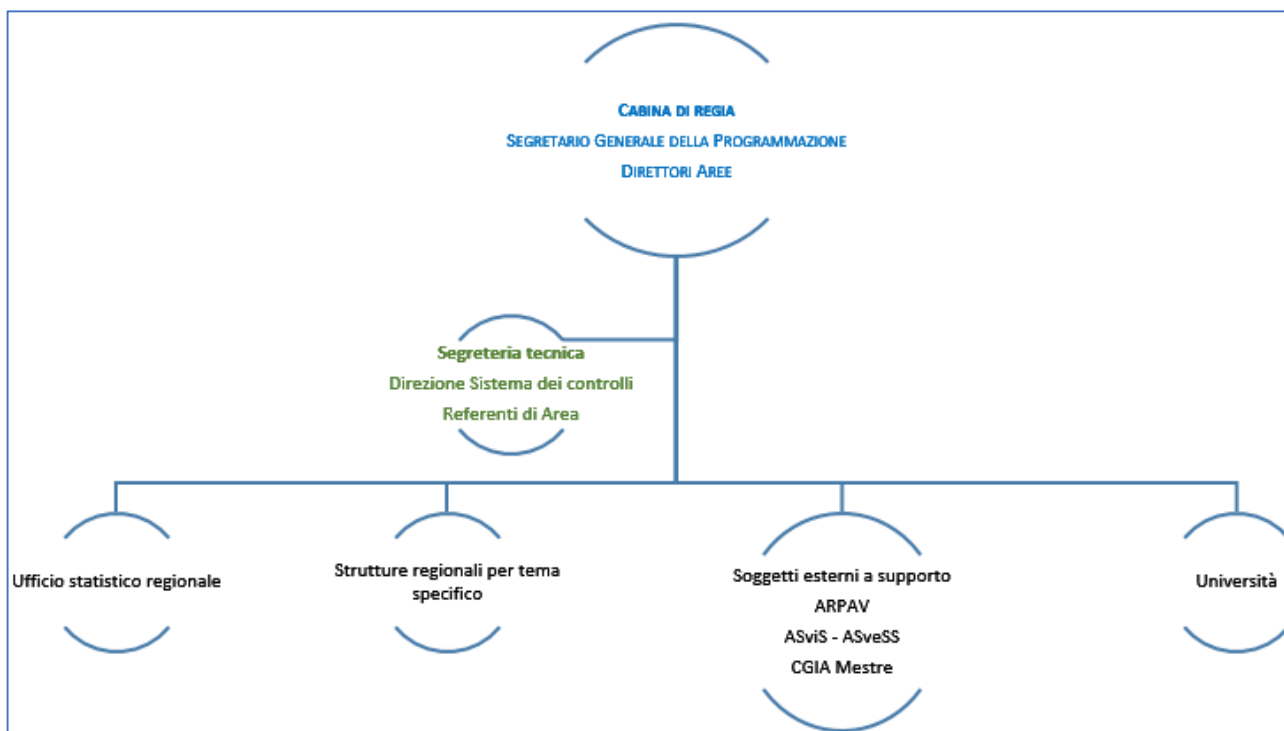 CABINA DI REGIA
SEGRETARIO GENERALE DELLA PROGRAMMAZIONE
DIRETTORI AREE
Segreteria tecnica
Direzione Sistema dei controlli
Referenti di Area
Ufficio statistico regionale
Strutture regionali per tema
specifico
Soggetti esterni a supporto
ARPAV
ASviS - ASveSS
CGIA Mestre
Università